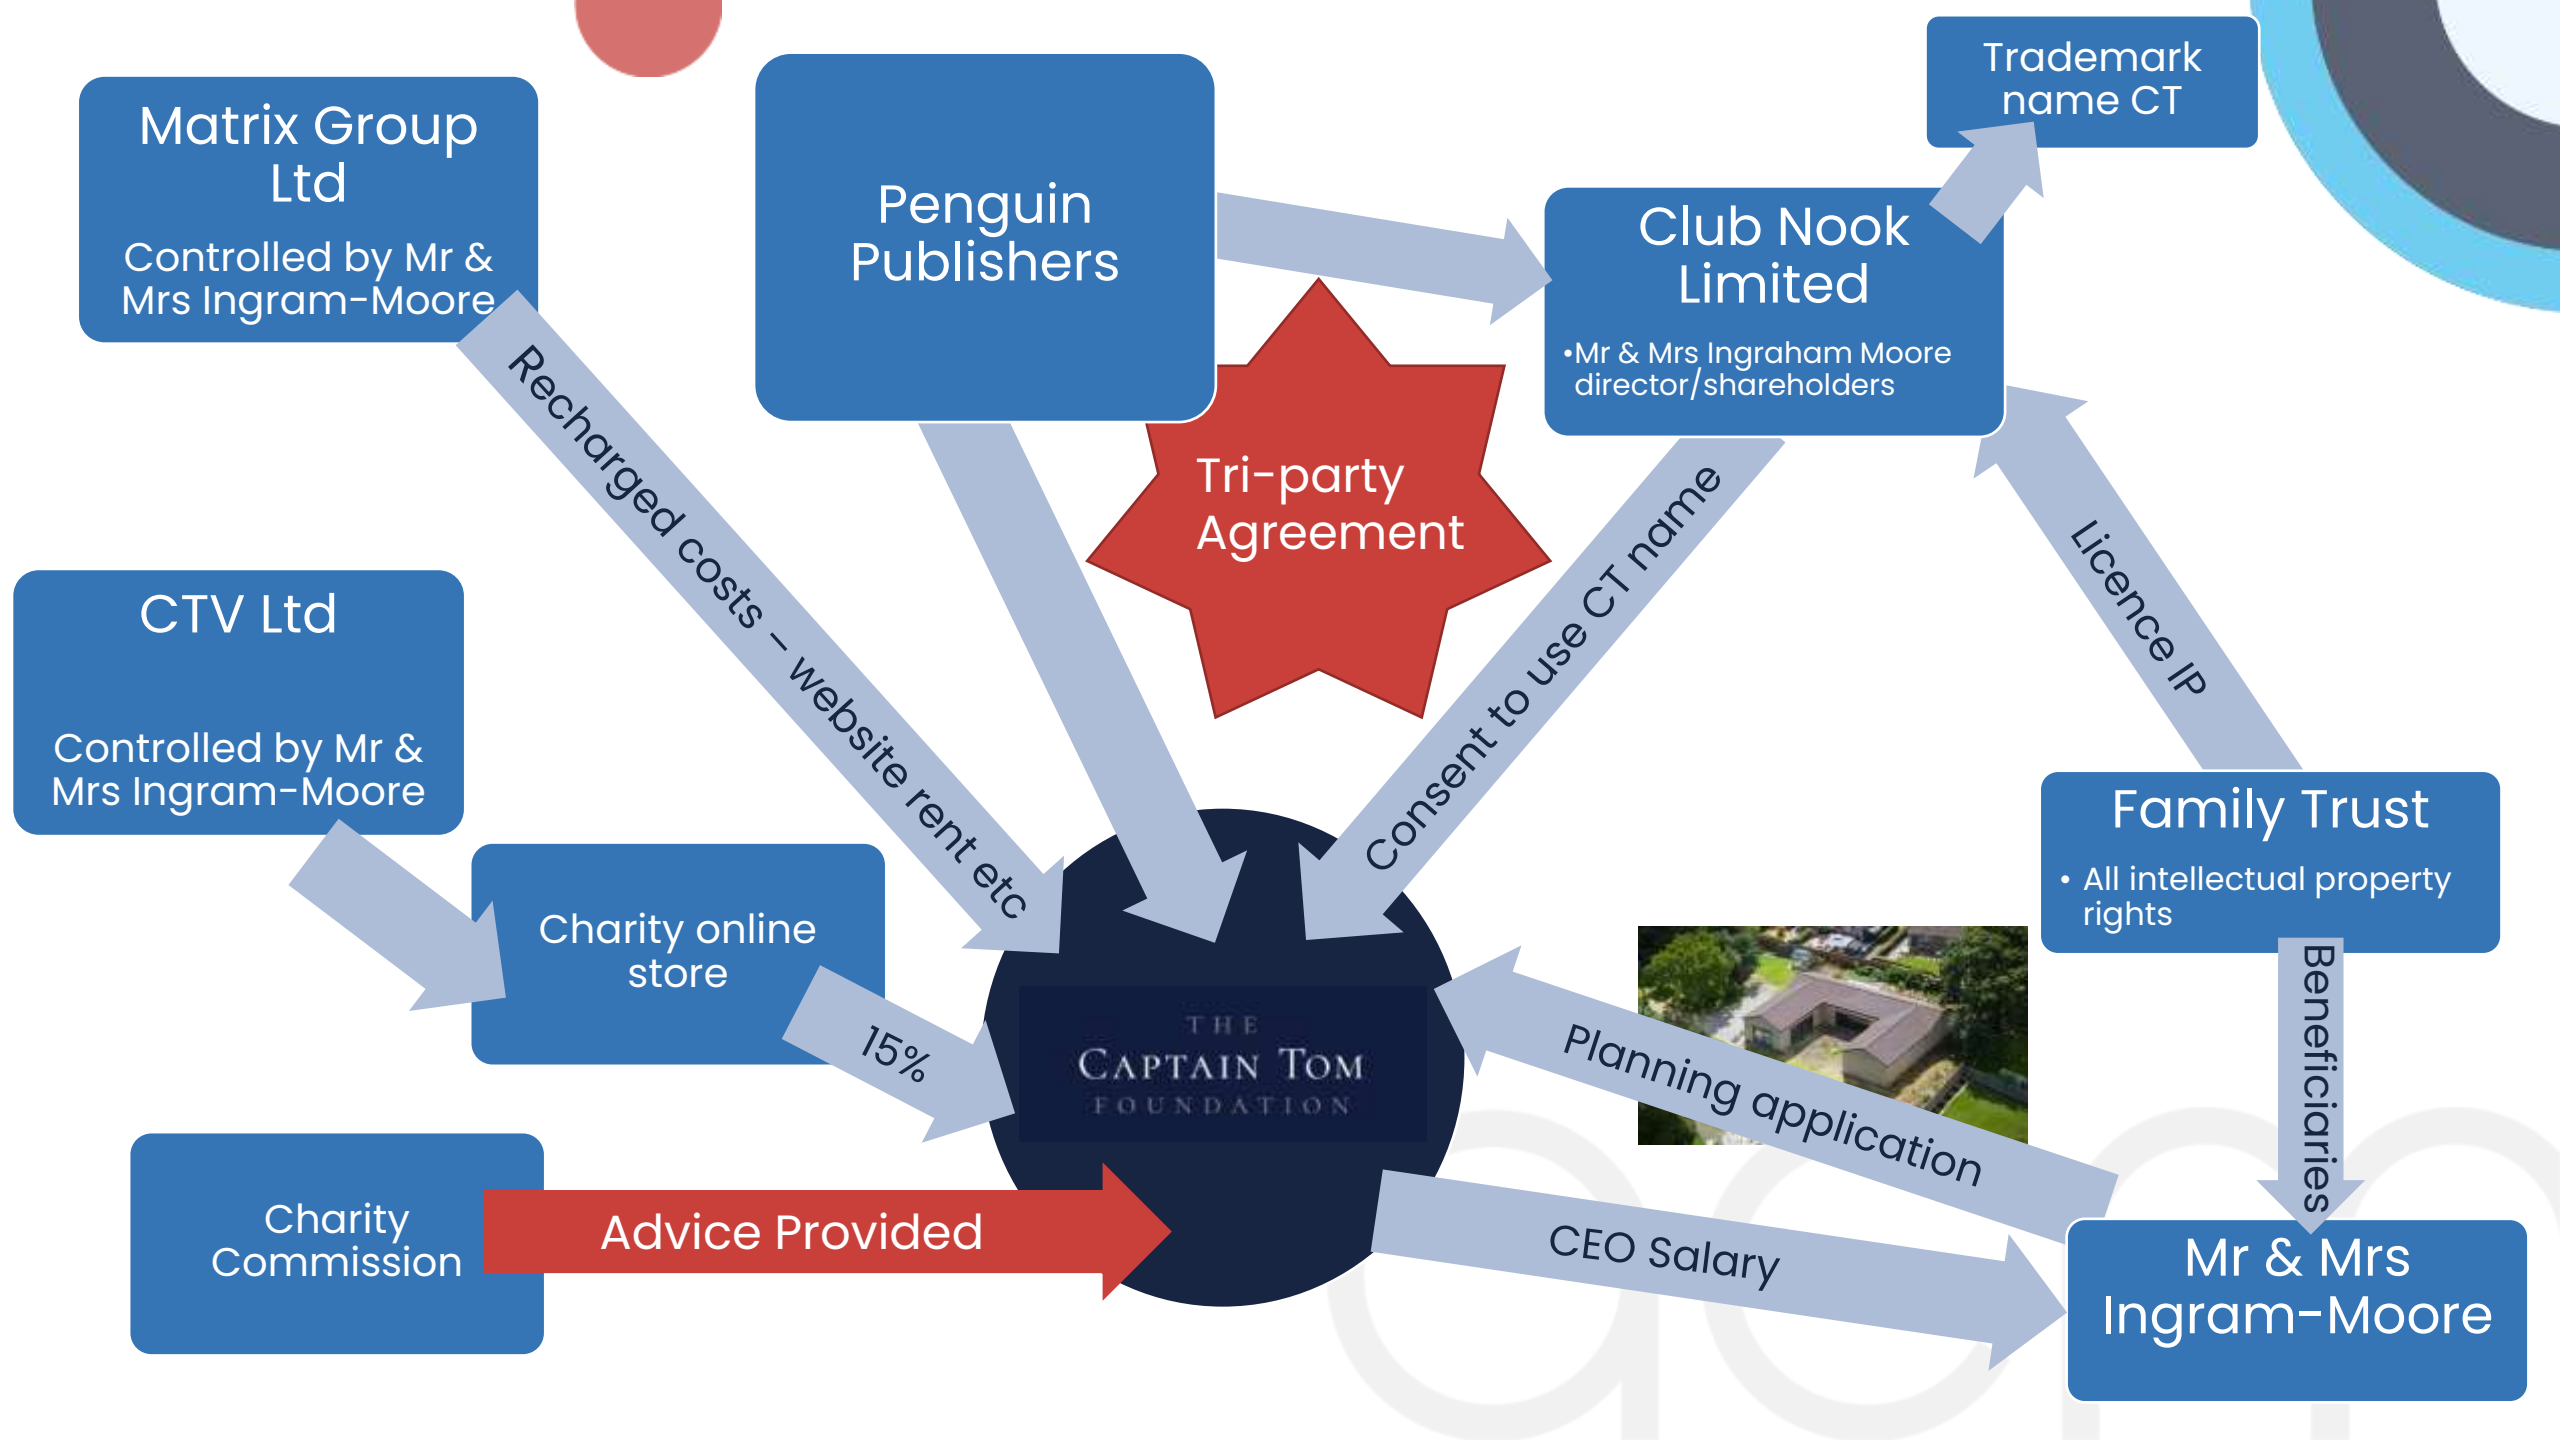 Trademark
name CT
Matrix Group
Ltd
Controlled by Mr &
Mrs Ingram-Moore
Penguin
Publishers
Club Nook
Limited
•Mr & Mrs Ingraham Moore
director/shareholders
Recharged costs – website rent etc
Tri-party
Agreement
Consent to use CT name
Licence IP
CTV Ltd
Controlled by Mr &
Mrs Ingram-Moore
Family Trust
• All intellectual property
rights
Charity online
store
15%
THE
CAPTAIN TOM
FOUNDATION
Planning application
Beneficiaries
Charity
Commission
Advice Provided
CEO Salary
Mr & Mrs
Ingram-Moore